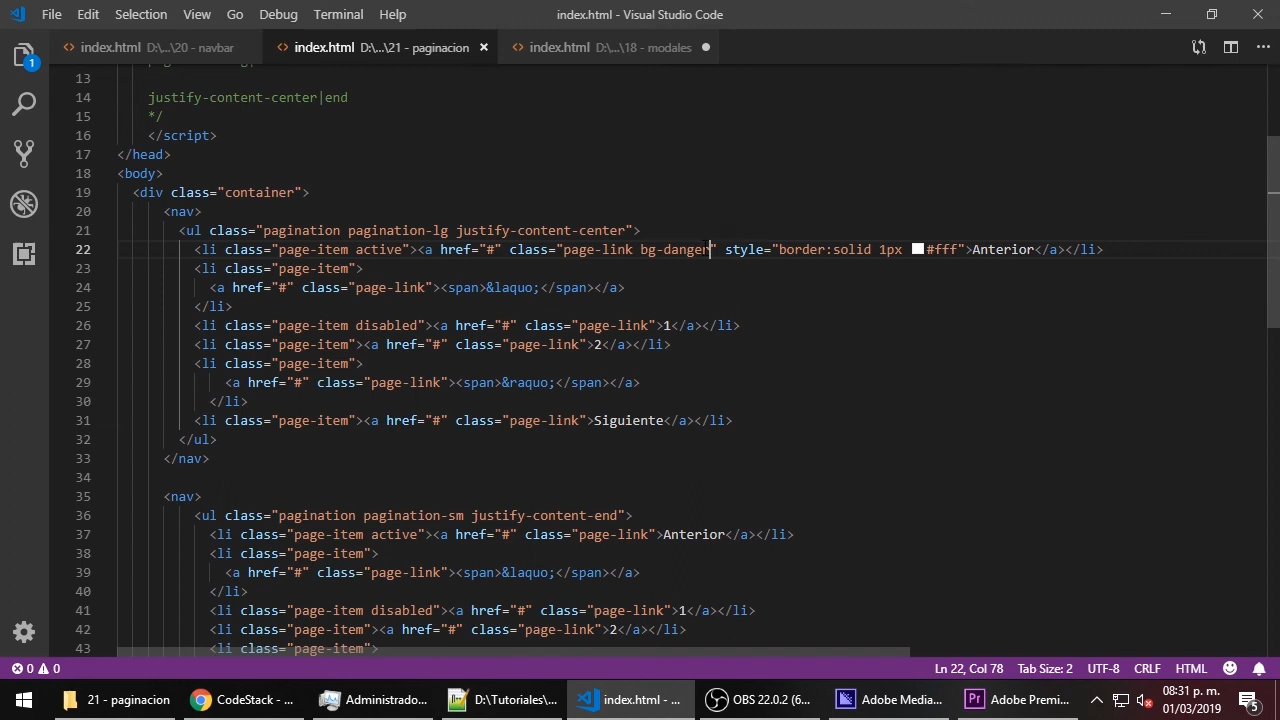 File Edit Selection View Go Debug Terminal Help index.html - Visual Studio Code
index.html D:\...\20 - navbar index.html D:\...\21 - paginacion index.html D:\...\18 - modales
1
13
14 justify-content-center|end
15 */
16 </script>
17 </head>
18 <body>
19 <div class="container">
20 <nav>
21 <ul class="pagination pagination-lg justify-content-center">
22 <li class="page-item active"><a href="#" class="page-link bg-danger" style="border:solid 1px #fff">Anterior</a></li>
23 <li class="page-item">
24 <a href="#" class="page-link"><span>&laquo;</span></a>
25 </li>
26 <li class="page-item disabled"><a href="#" class="page-link">1</a></li>
27 <li class="page-item"><a href="#" class="page-link">2</a></li>
28 <li class="page-item">
29 <a href="#" class="page-link"><span>&raquo;</span></a>
30 </li>
31 <li class="page-item"><a href="#" class="page-link">Siguiente</a></li>
32 </ul>
33 </nav>
34
35 <nav>
36 <ul class="pagination pagination-sm justify-content-end">
37 <li class="page-item active"><a href="#" class="page-link">Anterior</a></li>
38 <li class="page-item">
39 <a href="#" class="page-link"><span>&laquo;</span></a>
40 </li>
41 <li class="page-item disabled"><a href="#" class="page-link">1</a></li>
42 <li class="page-item"><a href="#" class="page-link">2</a></li>
43 <li class="page-item">
0 0 Ln 22, Col 78 Tab Size: 2 UTF-8 CRLF HTML
21 - paginacion CodeStack - ... Administrado... D:\Tutoriales\... index.html - ... OBS 22.0.2 (6... Adobe Media... Adobe Premi... 08:31 p. m.
01/03/2019 5